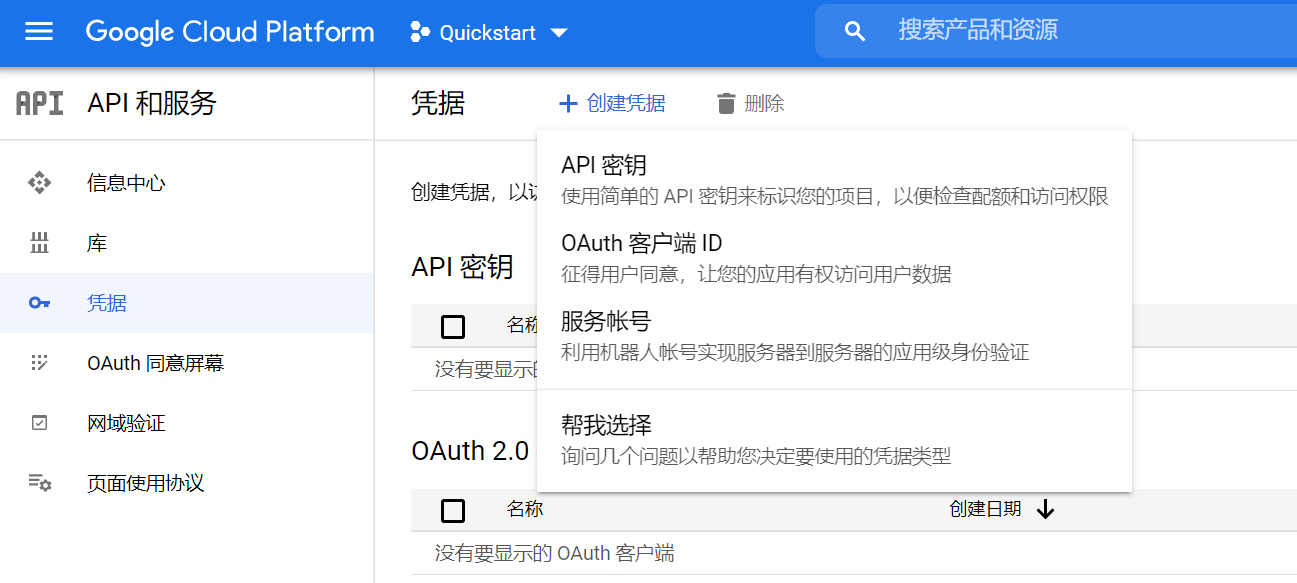 Google Cloud Platform
Quickstart
搜索产品和资源
API
API 和服务
凭据
创建凭据
删除
信息中心
库
凭据
OAuth 同意屏幕
网域验证
页面使用协议
创建凭据，以
API 密钥
使用简单的 API 密钥来标识您的项目，以便检查配额和访问权限
OAuth 客户端 ID
征得用户同意，让您的应用有权访问用户数据
服务帐号
利用机器人帐号实现服务器到服务器的应用级身份验证
帮我选择
询问几个问题以帮助您决定要使用的凭据类型
API 密钥
名称
没有要显示的
OAuth 2.0
名称
创建日期
没有要显示的 OAuth 客户端